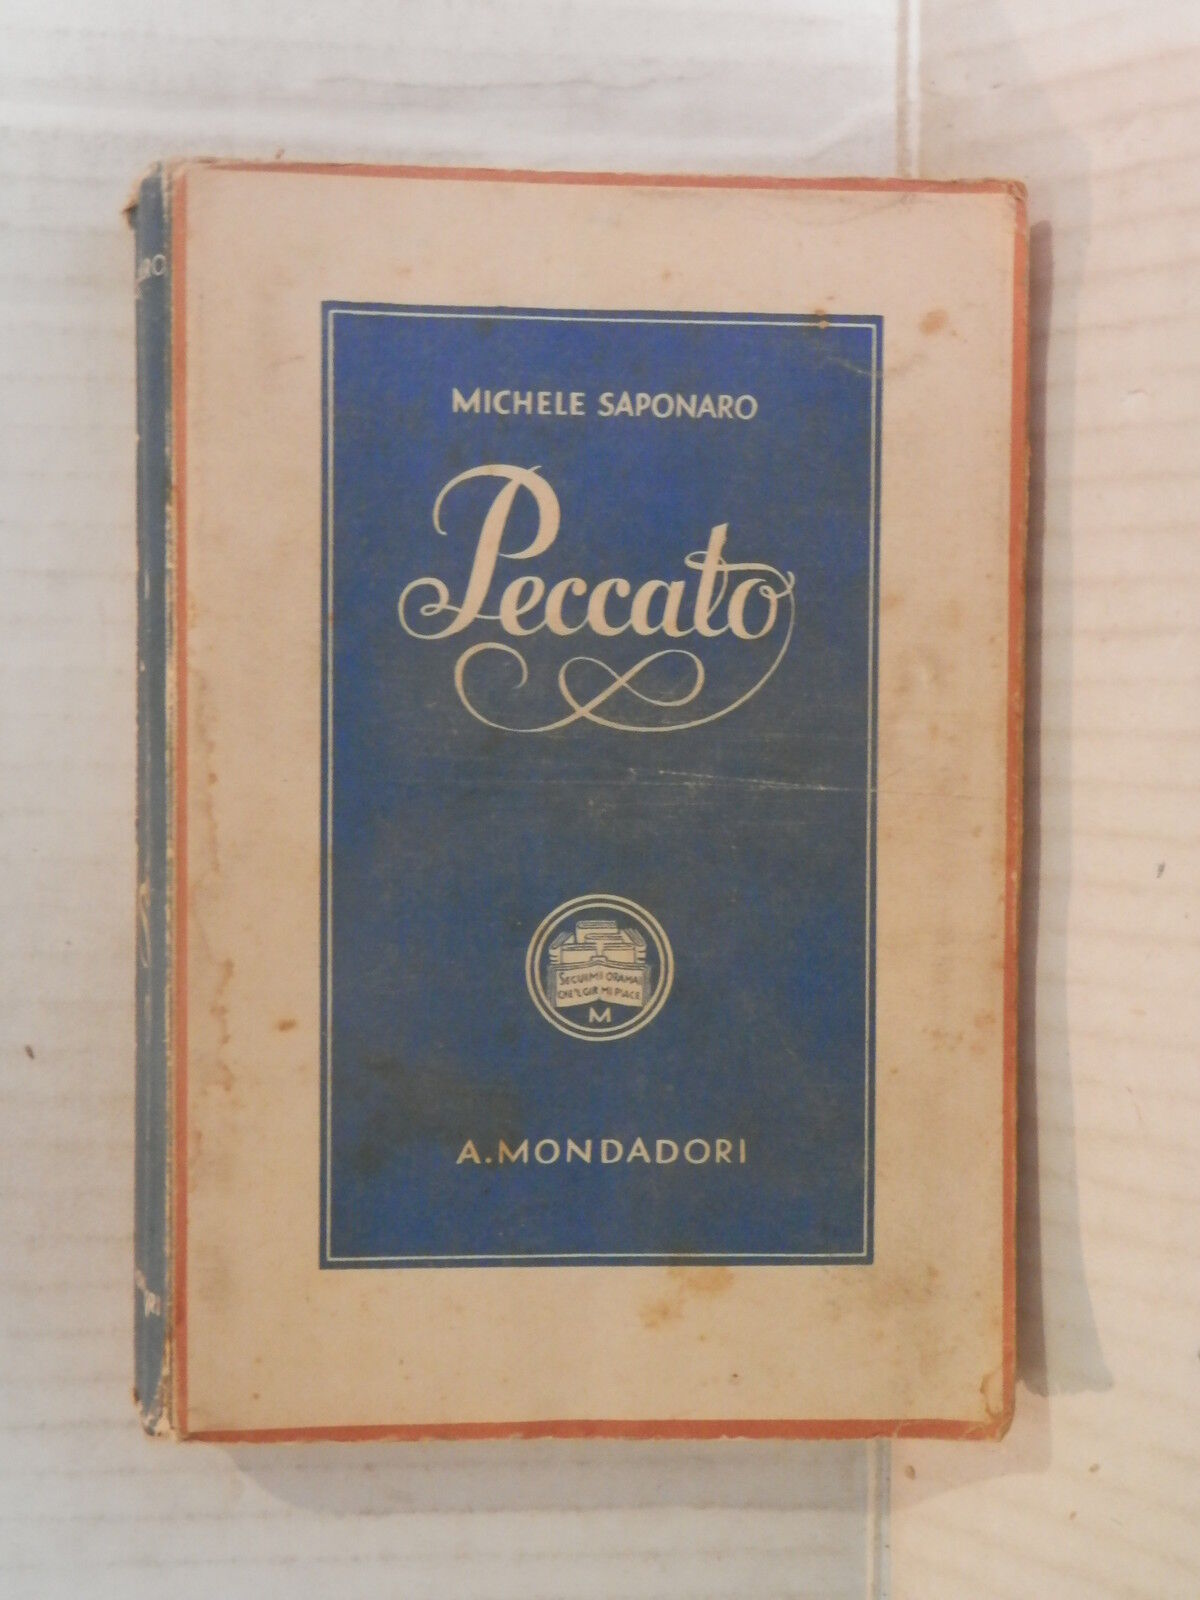 MICHELE SAPONARO
Peccato
SEGUIMI ORAMAI
CHE 'L GIR MI PIACE
M
A. MONDADORI